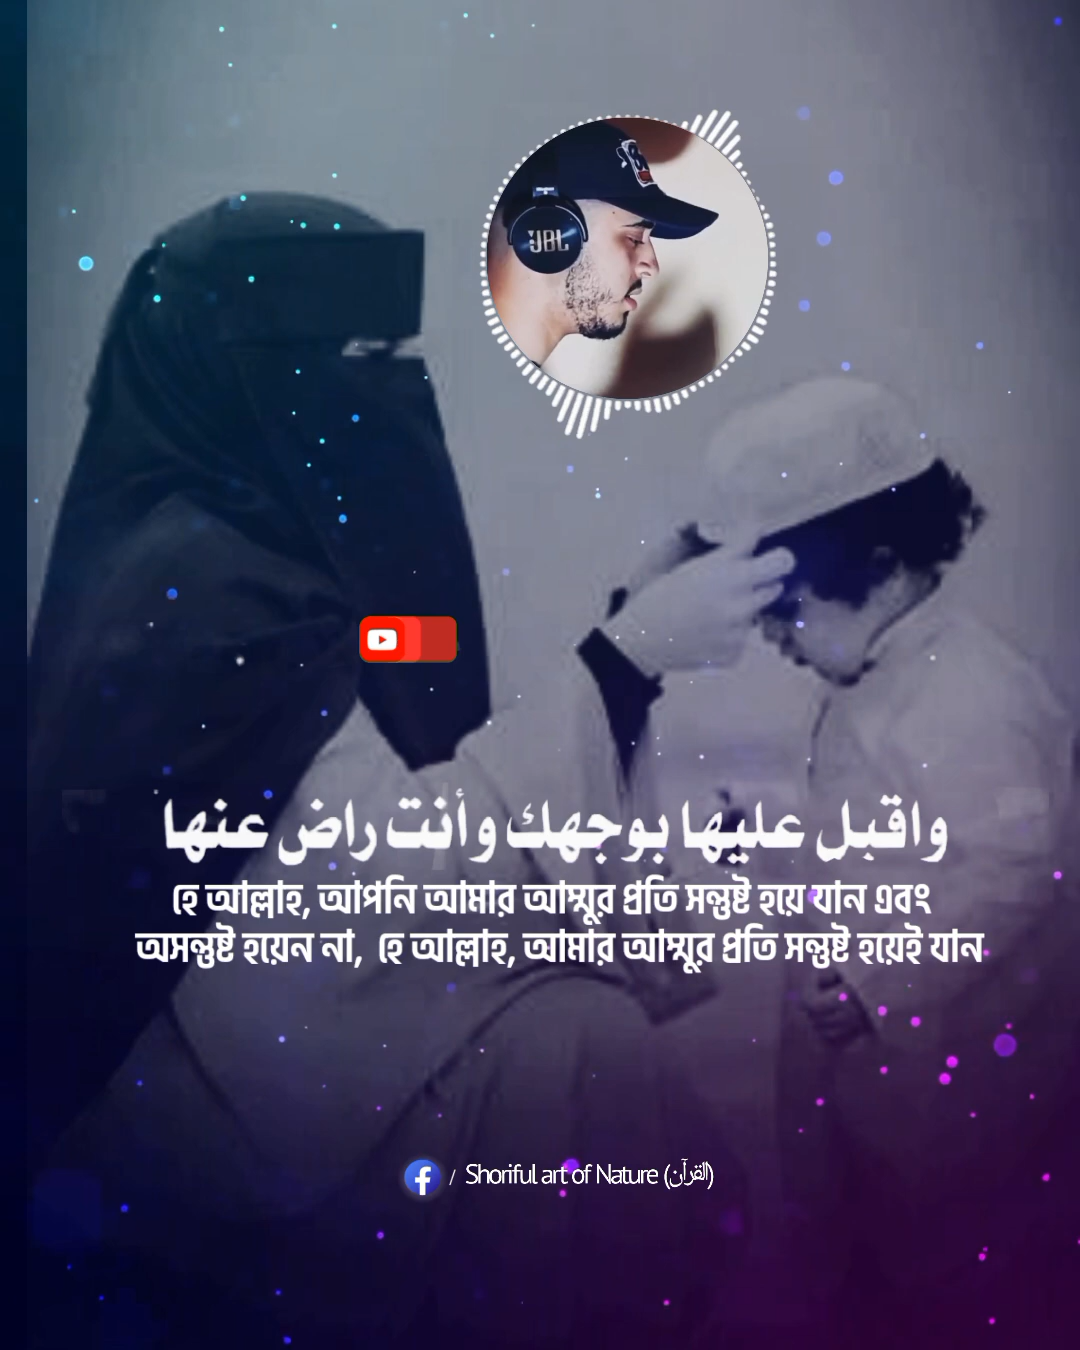 JBL
واقبل عليها بوجهك وأنت راض عنها
হে আল্লাহ, আপনি আমার আম্মুর প্রতি সন্তুষ্ট হয়ে যান এবং
অসন্তুষ্ট হয়েন না, হে আল্লাহ, আমার আম্মুর প্রতি সন্তুষ্ট হয়েই যান
/ Shoriful art of Nature (القرآن)